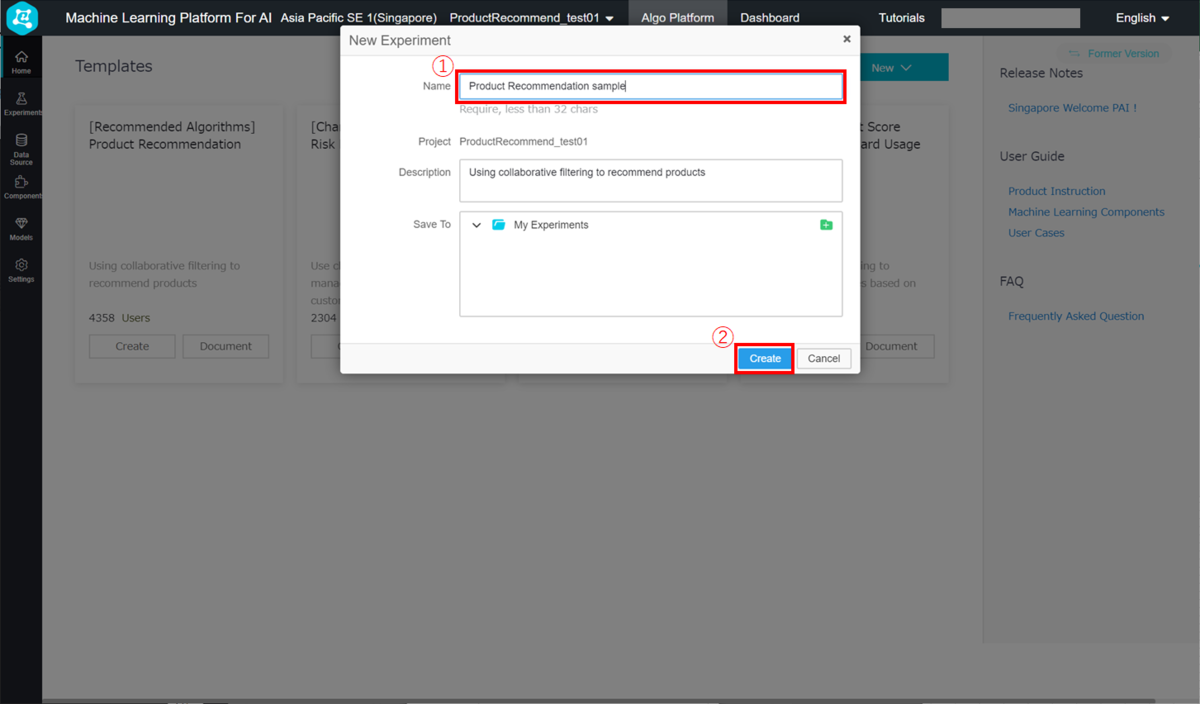 Machine Learning Platform For AI
Asia Pacific SE 1(Singapore)
ProductRecommend_test01
Algo Platform
Dashboard
Tutorials
English
Home
Experiments
Data
Source
Component
Models
Settings
Templates
New
[Recommended Algorithms]
Product Recommendation
Using collaborative filtering to
recommend products
4358 Users
Create
Document
[Cha
Risk
Use c
mana
custo
2304
t Score
ard Usage
ing to
s based on
Document
New Experiment
①
Name
Product Recommendation sample
Require, less than 32 chars
Project
ProductRecommend_test01
Description
Using collaborative filtering to recommend products
Save To
My Experiments
②
Create
Cancel
Former Version
Release Notes
Singapore Welcome PAI !
User Guide
Product Instruction
Machine Learning Components
User Cases
FAQ
Frequently Asked Question